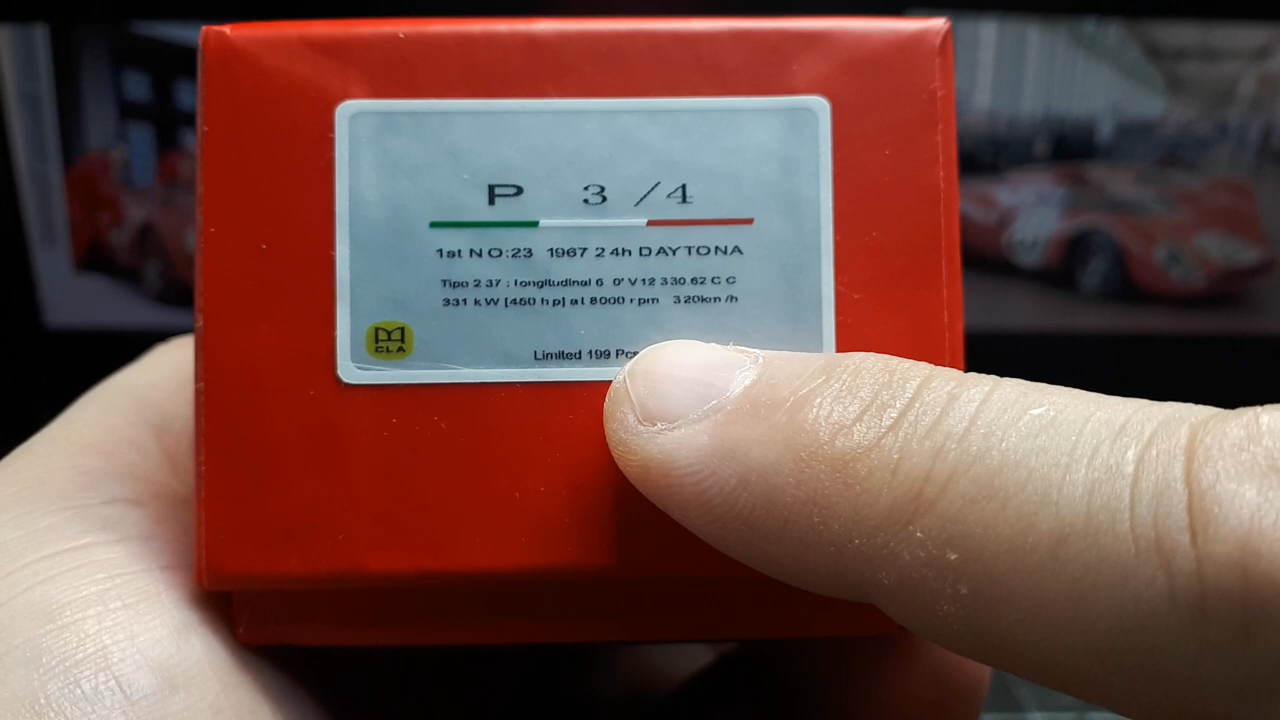 P 3/4
1st NO:23 1967 24h DAYTONA
Tipo 237 : longitudinal 60° V12 330.62 CC
331 kW [450 hp] at 8000 rpm 320km/h
CLA
Limited 199 Pcs